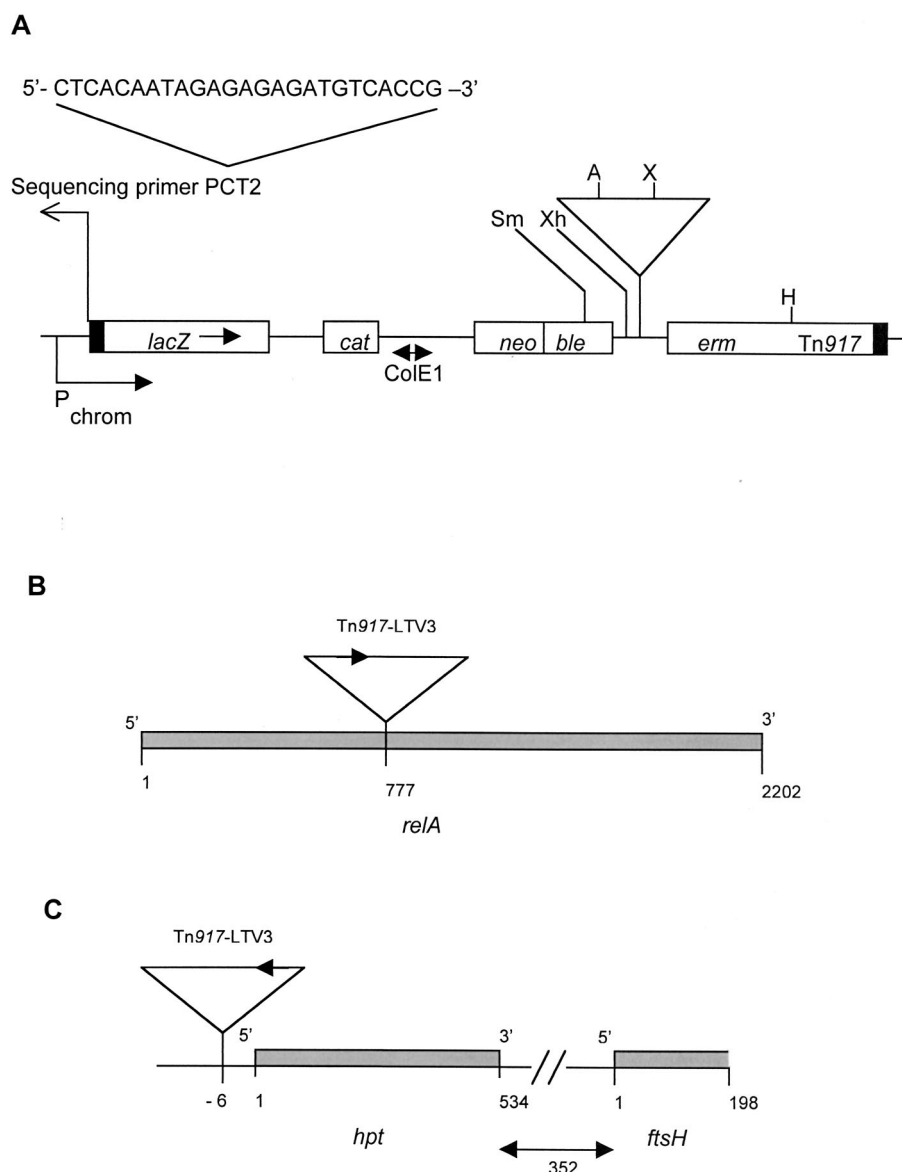 A
5'- CTCACAATAGAGAGAGATGTCACCG –3'
Sequencing primer PCT2
A X
Sm Xh
H
lacZ cat neo ble erm Tn917
ColE1
P chrom
B
Tn917-LTV3
5' 3'
1 777 2202
relA
C
Tn917-LTV3
5' 3' 5'
- 6 1 534 1 198
hpt ftsH
352